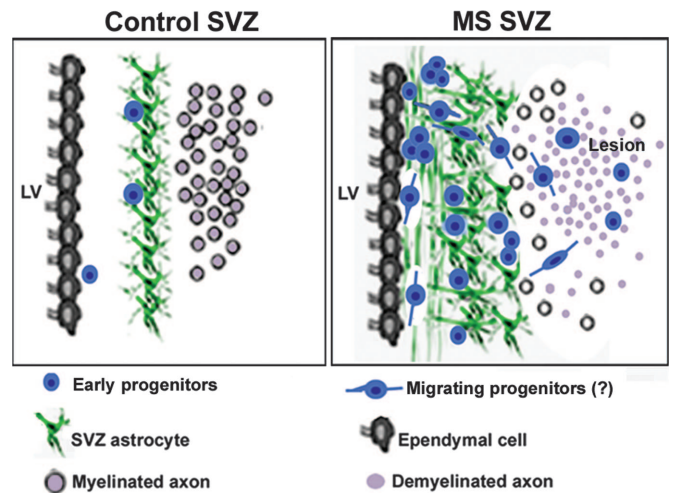 Control SVZ
MS SVZ
LV
LV
Lesion
Early progenitors
Migrating progenitors (?)
SVZ astrocyte
Ependymal cell
Myelinated axon
Demyelinated axon